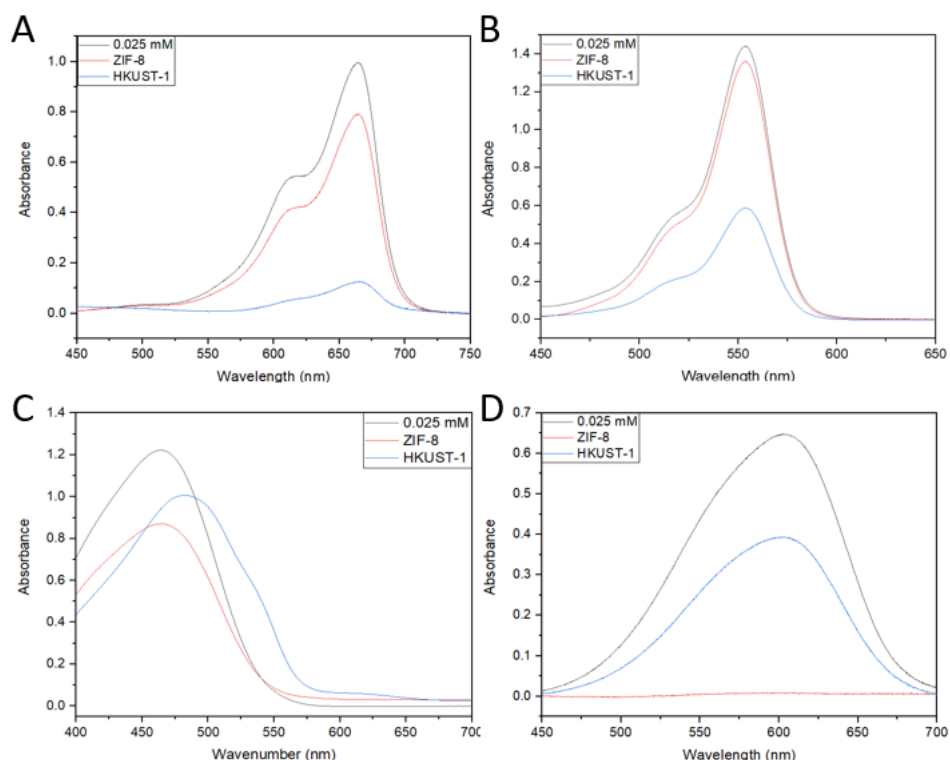 A
0.025 mM
ZIF-8
HKUST-1
1.0
0.8
0.6
0.4
0.2
0.0
Absorbance
450 500 550 600 650 700 750
Wavelength (nm)
B
0.025 mM
ZIF-8
HKUST-1
1.4
1.2
1.0
0.8
0.6
0.4
0.2
0.0
Absorbance
450 500 550 600 650
Wavelength (nm)
C
0.025 mM
ZIF-8
HKUST-1
1.4
1.2
1.0
0.8
0.6
0.4
0.2
0.0
Absorbance
400 450 500 550 600 650 700
Wavenumber (nm)
D
0.025 mM
ZIF-8
HKUST-1
0.7
0.6
0.5
0.4
0.3
0.2
0.1
0.0
Absorbance
450 500 550 600 650 700
Wavelength (nm)